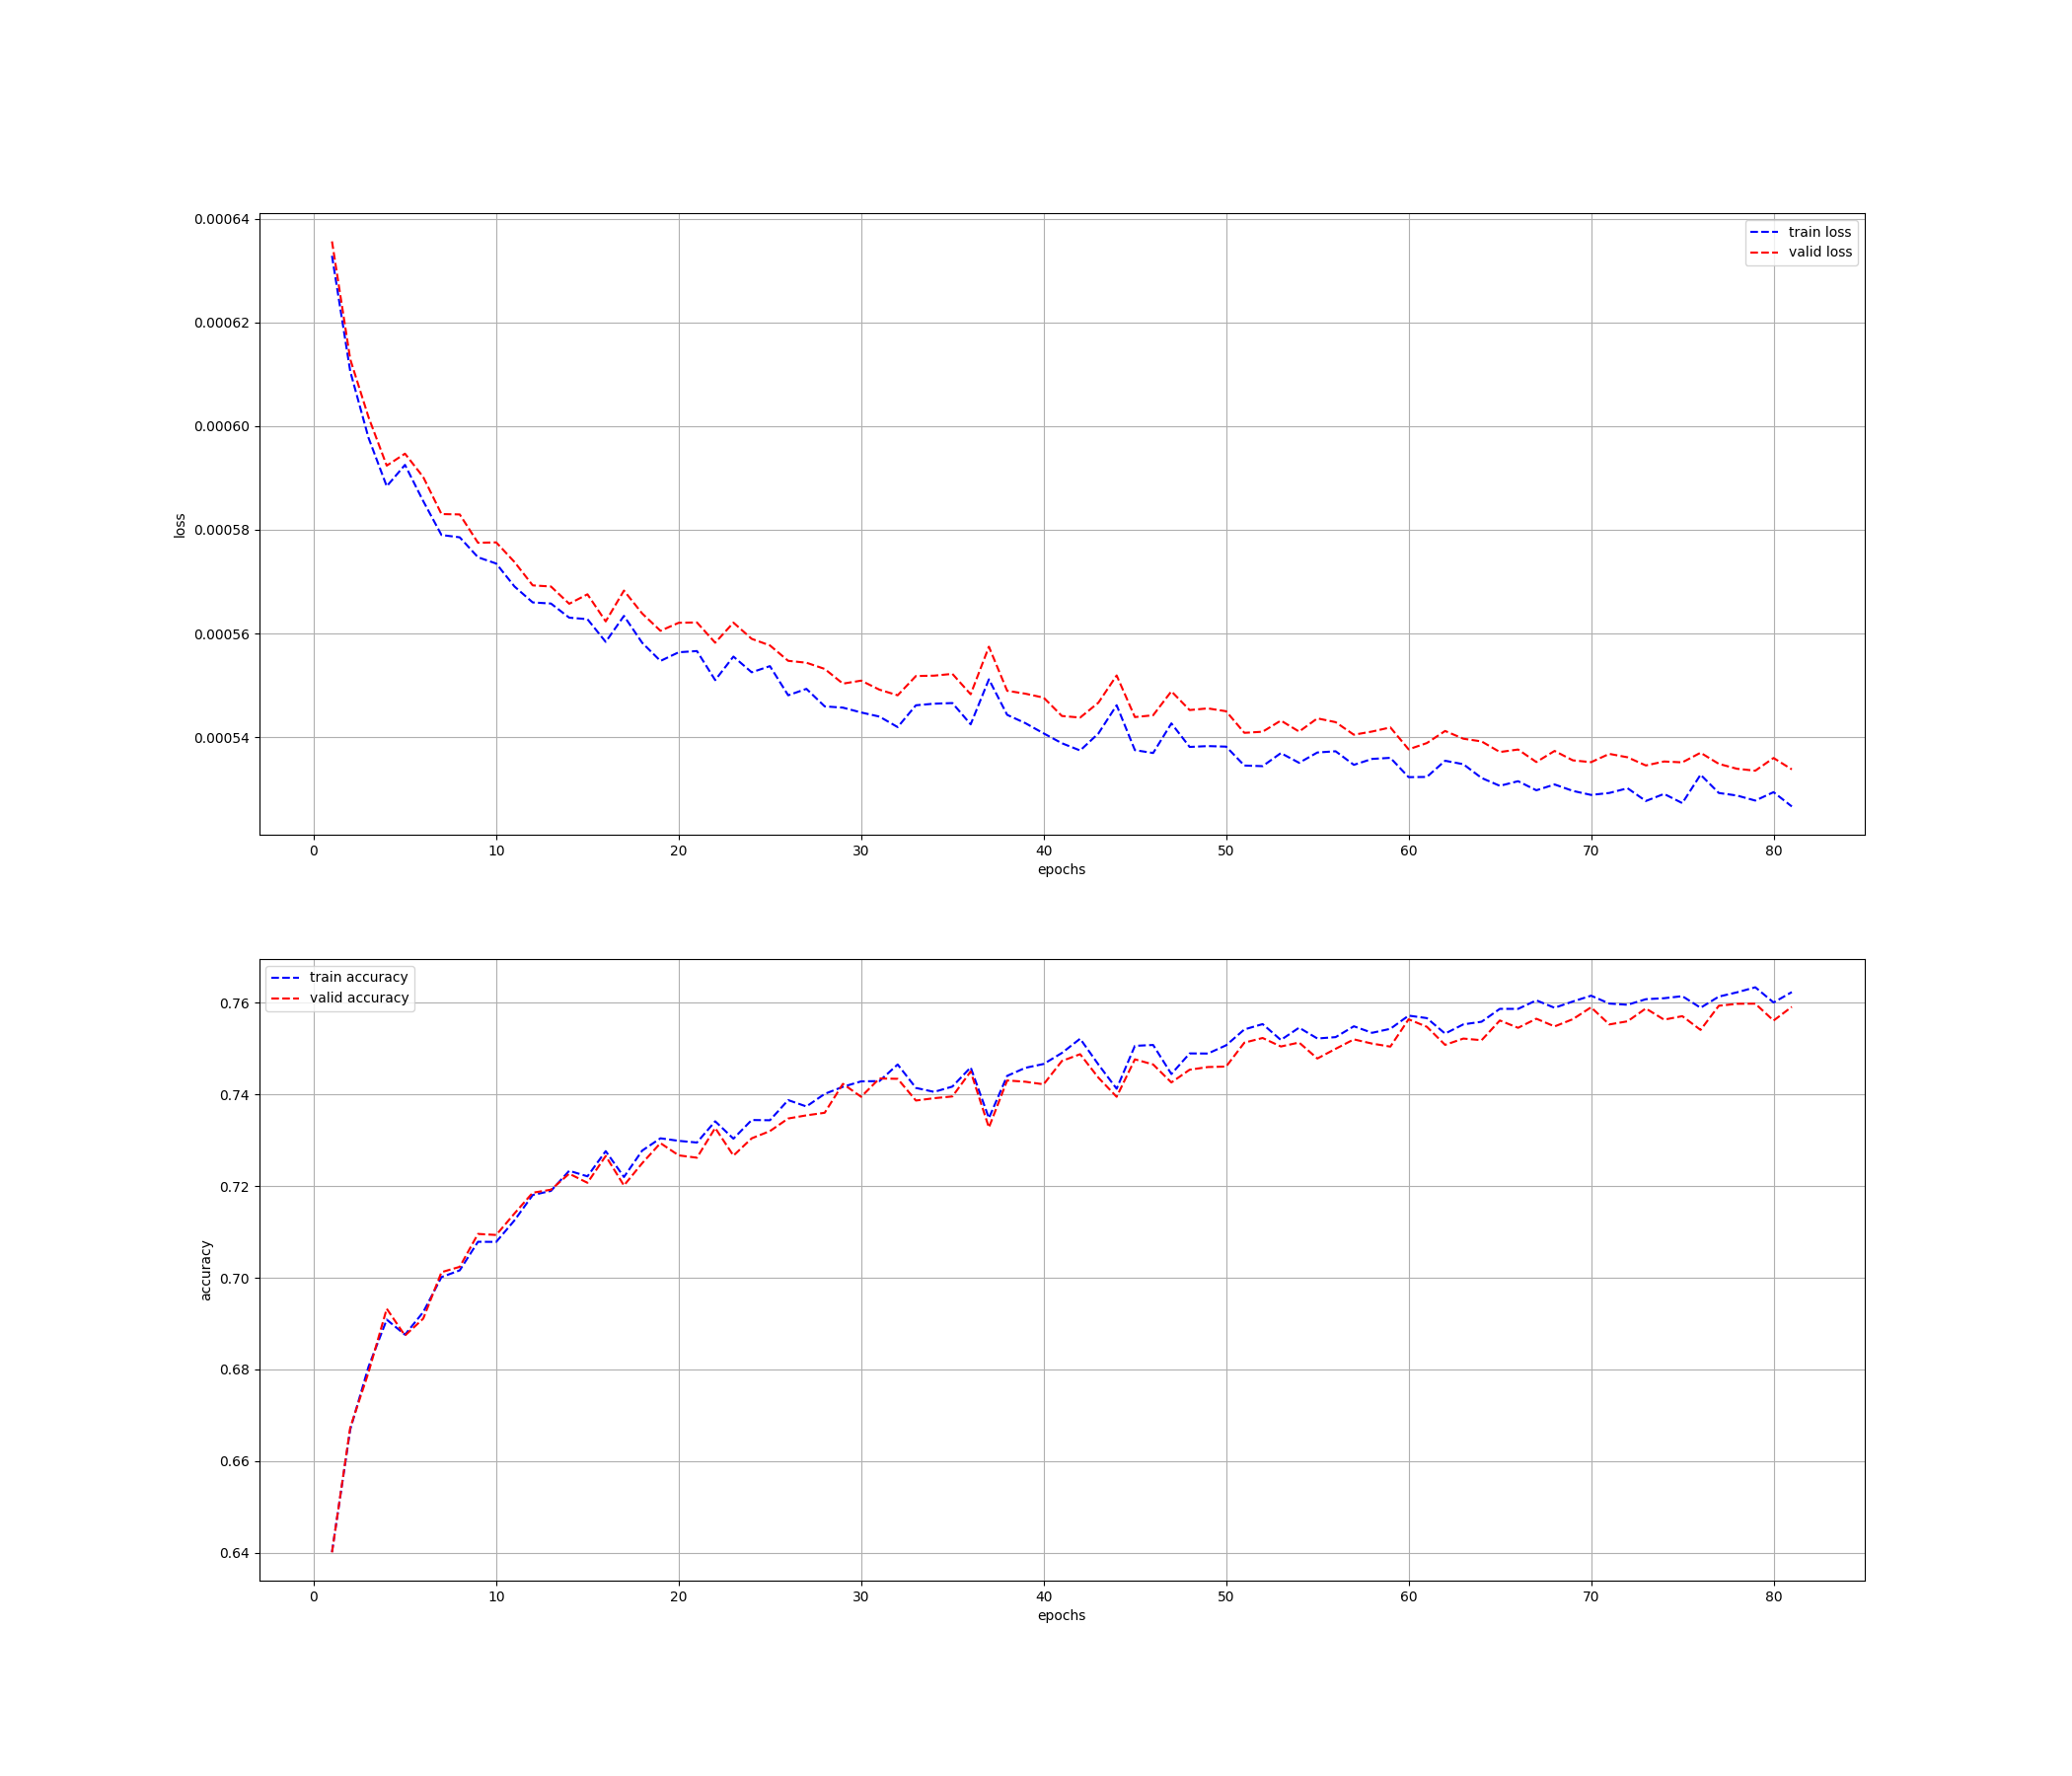 0.00064
train loss
valid loss
0.00062
0.00060
0.00058
loss
0.00056
0.00054
0 10 20 30 40 50 60 70 80
epochs
train accuracy
valid accuracy
0.76
0.74
0.72
0.70
accuracy
0.68
0.66
0.64
0 10 20 30 40 50 60 70 80
epochs